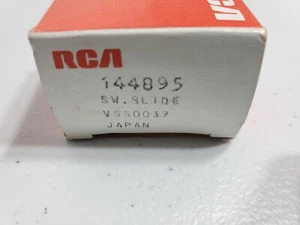 RCA
144895
SW.SLIDE
VSS0037
JAPAN